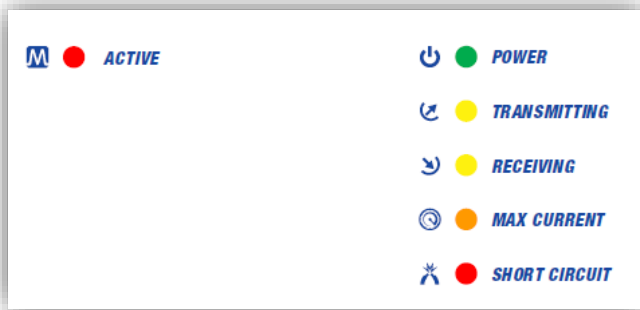 M ACTIVE
POWER
TRANSMITTING
RECEIVING
MAX CURRENT
SHORT CIRCUIT